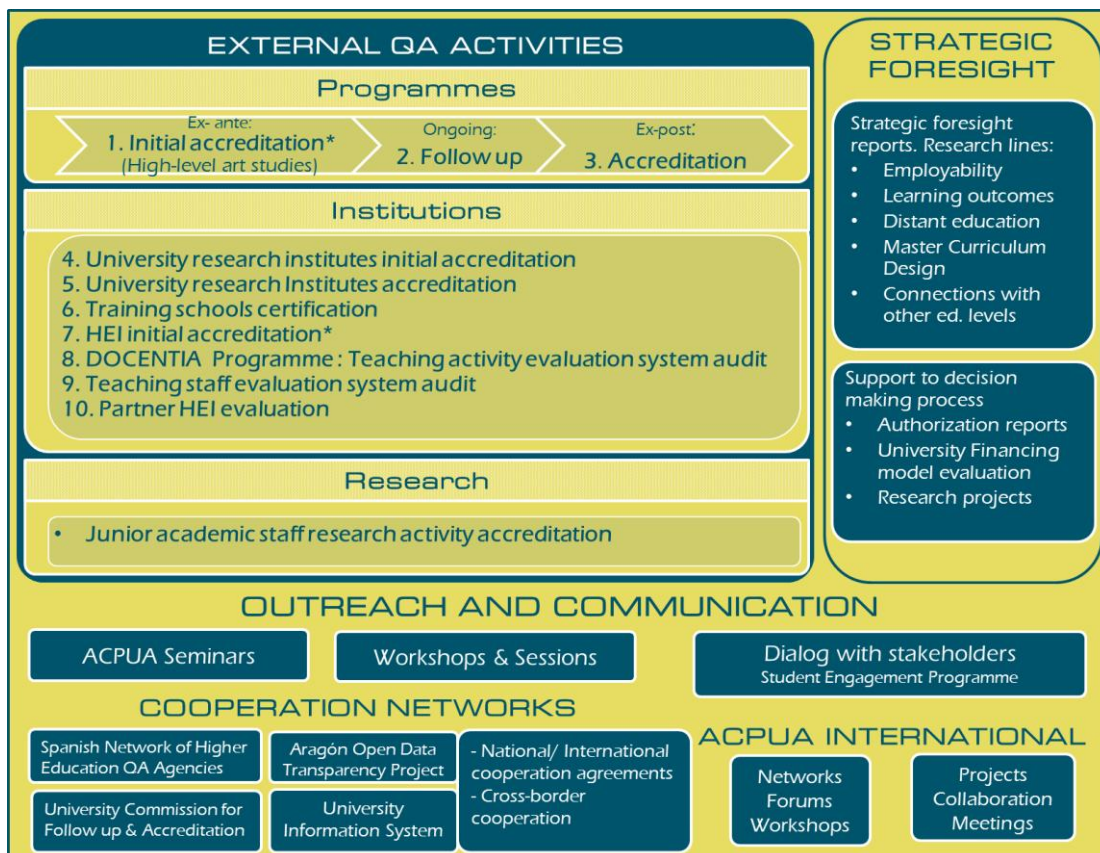 EXTERNAL QA ACTIVITIES
Programmes
Ex- ante:
1. Initial accreditation*
(High-level art studies)
Ongoing:
2. Follow up
Ex-post:
3. Accreditation
Institutions
4. University research institutes initial accreditation
5. University research Institutes accreditation
6. Training schools certification
7. HEI initial accreditation*
8. DOCENTIA Programme : Teaching activity evaluation system audit
9. Teaching staff evaluation system audit
10. Partner HEI evaluation
Research
• Junior academic staff research activity accreditation
STRATEGIC
FORESIGHT
Strategic foresight
reports. Research lines:
• Employability
• Learning outcomes
• Distant education
• Master Curriculum
Design
• Connections with
other ed. levels
Support to decision
making process
• Authorization reports
• University Financing
model evaluation
• Research projects
OUTREACH AND COMMUNICATION
ACPUA Seminars
Workshops & Sessions
Dialog with stakeholders
Student Engagement Programme
COOPERATION NETWORKS
Spanish Network of Higher
Education QA Agencies
Aragón Open Data
Transparency Project
University Commission for
Follow up & Accreditation
University
Information System
- National/ International
cooperation agreements
- Cross-border
cooperation
ACPUA INTERNATIONAL
Networks
Forums
Workshops
Projects
Collaboration
Meetings